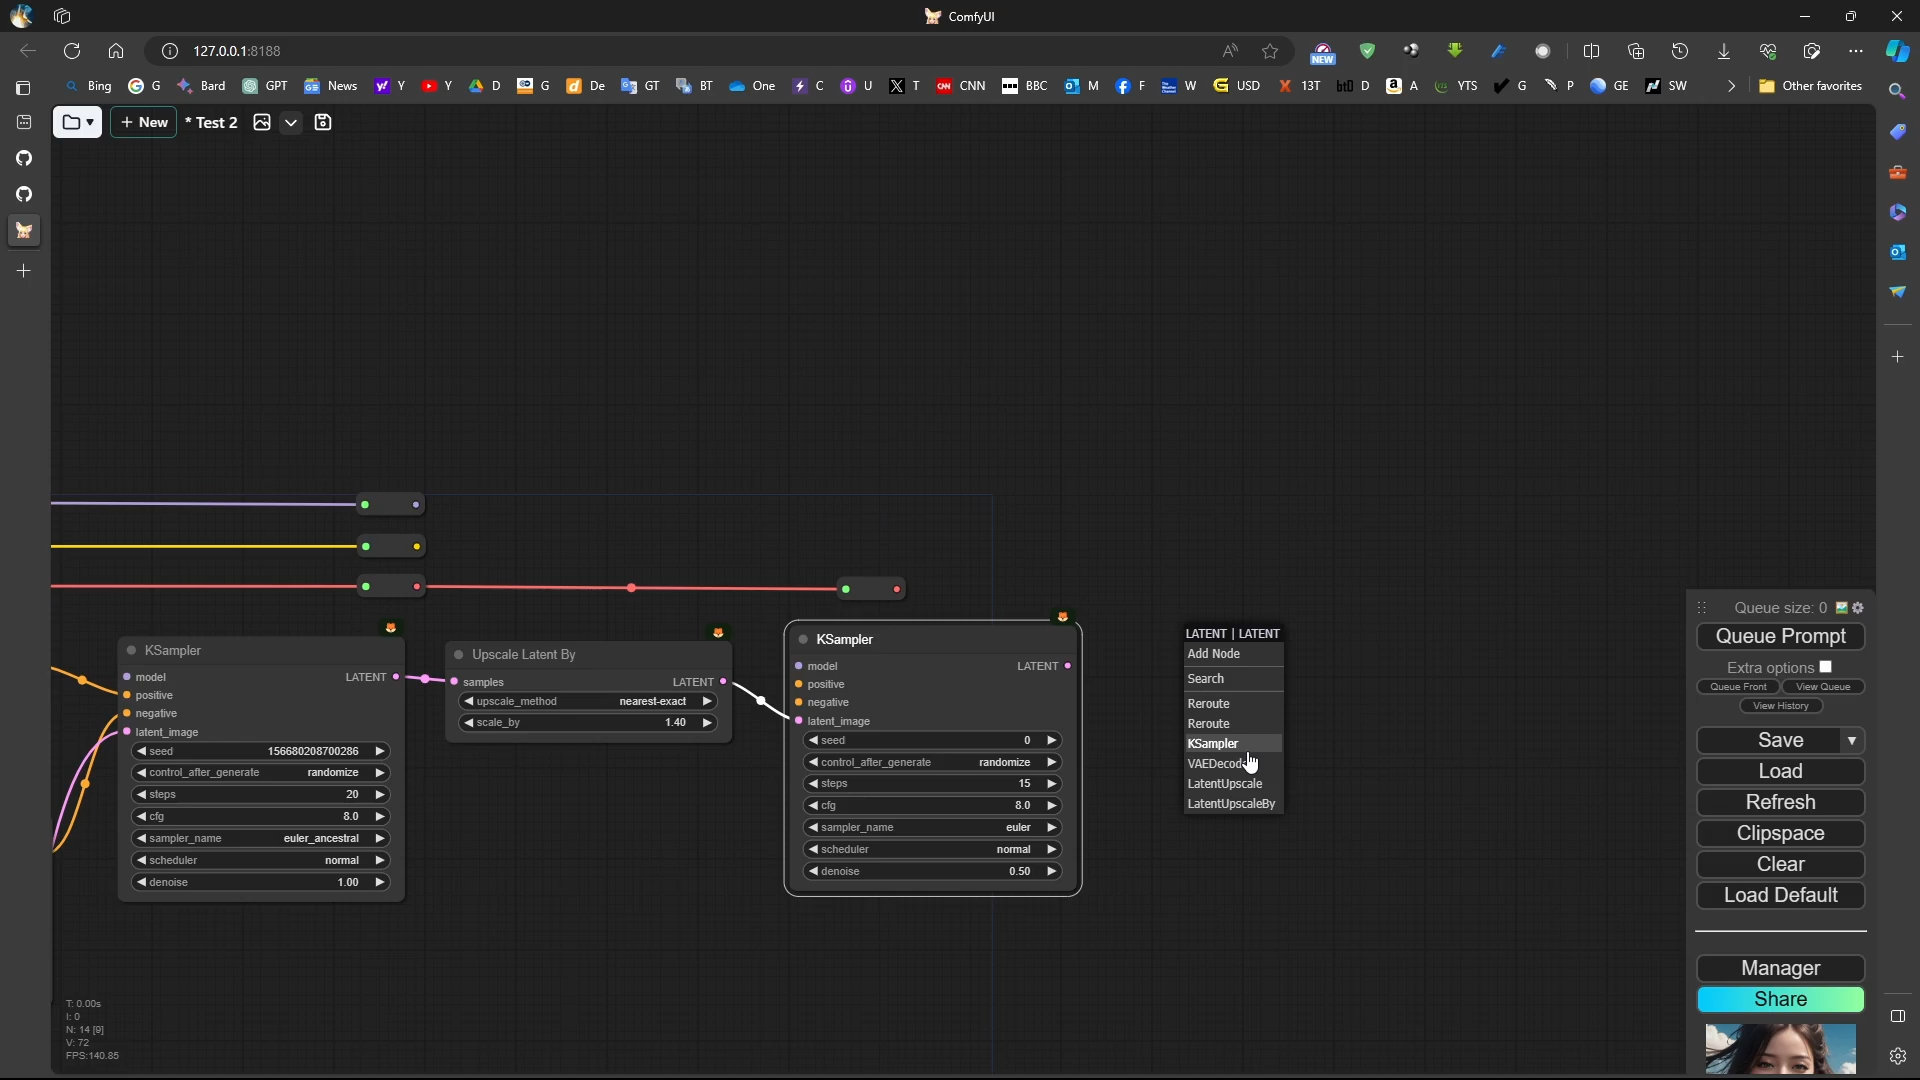 ComfyUI
127.0.0.1:8188
NEW
Bing G Bard GPT News Y Y D G De GT BT One C U T CNN BBC M F W USD 13T D A YTS G P GE SW Other favorites
+ New * Test 2
KSampler
model LATENT
positive
negative
latent_image
seed 156680208700286
control_after_generate randomize
steps 20
cfg 8.0
sampler_name euler_ancestral
scheduler normal
denoise 1.00
Upscale Latent By
samples LATENT
upscale_method nearest-exact
scale_by 1.40
KSampler
model LATENT
positive
negative
latent_image
seed 0
control_after_generate randomize
steps 15
cfg 8.0
sampler_name euler
scheduler normal
denoise 0.50
LATENT | LATENT
Add Node
Search
Reroute
Reroute
KSampler
VAEDecod
LatentUpscale
LatentUpscaleBy
Queue size: 0
Queue Prompt
Extra options
Queue Front View Queue
View History
Save
Load
Refresh
Clipspace
Clear
Load Default
Manager
Share
T: 0.00s
I: 0
N: 14 [9]
V: 72
FPS:140.85